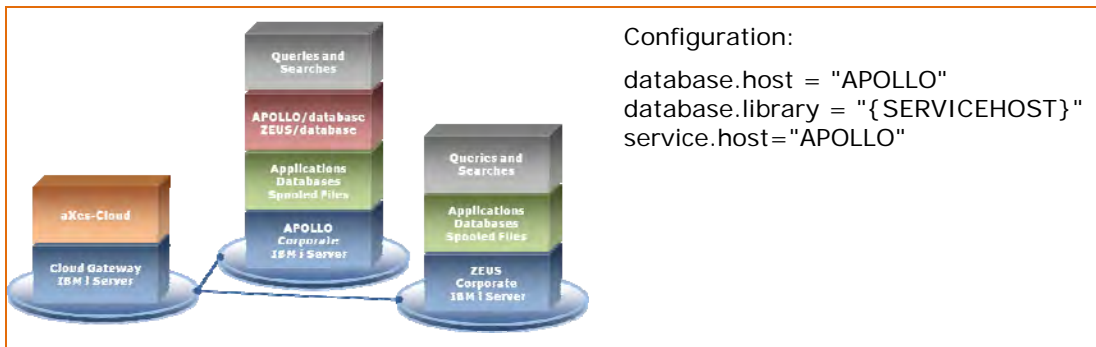 Configuration:
database.host = "APOLLO"
database.library = "{SERVICEHOST}"
service.host="APOLLO"
Queries and
Searches
APOLLO/database
ZEUS/database
Applications
Databases
Spooled Files
APOLLO
Corporate
IBM i Server
aXes-Cloud
Cloud Gateway
IBM i Server
Queries and
Searches
Applications
Databases
Spooled Files
ZEUS
Corporate
IBM i Server